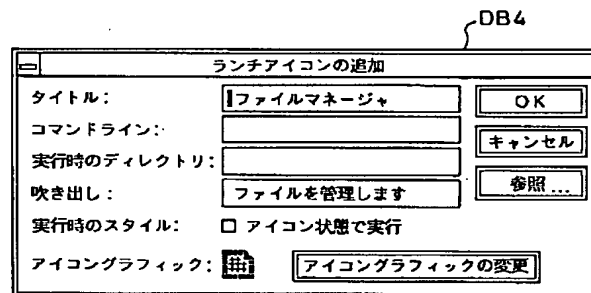 DB4
ランチアイコンの追加
タイトル: ファイルマネージャ OK
コマンドライン: キャンセル
実行時のディレクトリ:
参照...
吹き出し: ファイルを管理します
実行時のスタイル: □ アイコン状態で実行
アイコングラフィック: アイコングラフィックの変更